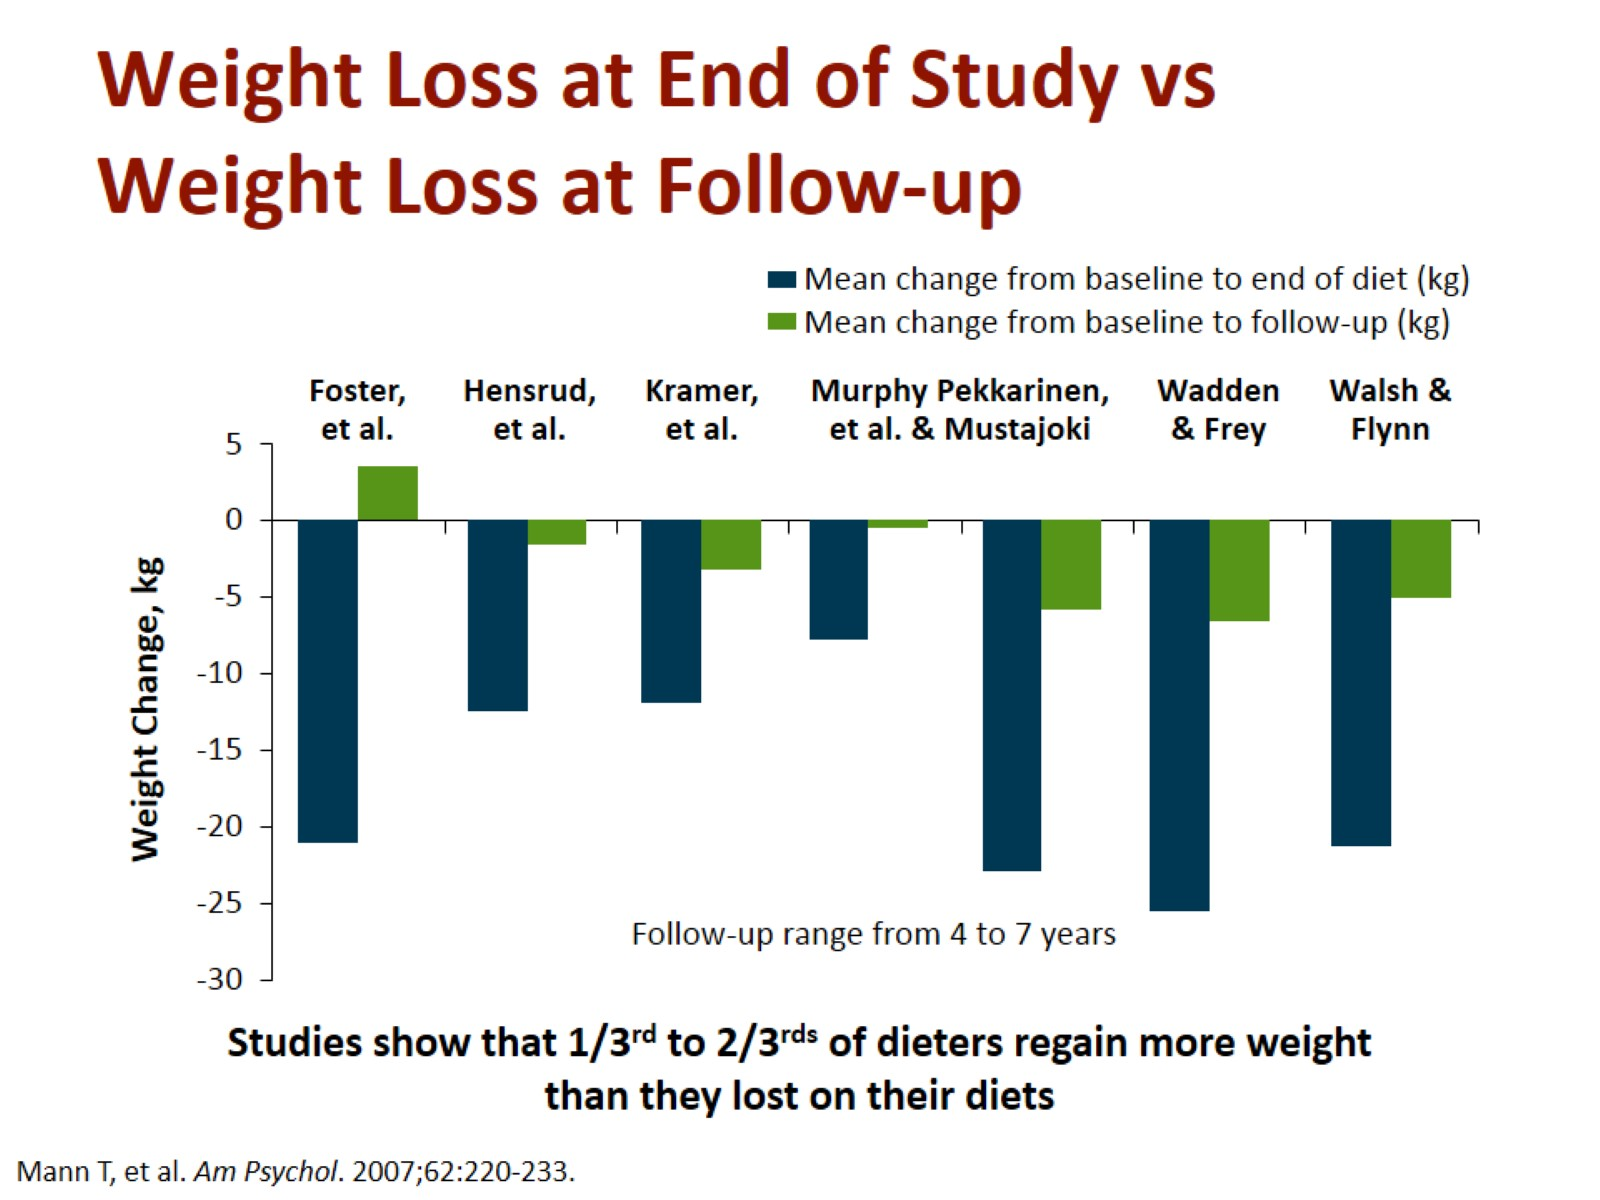 Weight Loss at End of Study vs
Weight Loss at Follow-up
Mean change from baseline to end of diet (kg)
Mean change from baseline to follow-up (kg)
Foster,
et al.
Hensrud,
et al.
Kramer,
et al.
Murphy Pekkarinen,
et al. & Mustajoki
Wadden
& Frey
Walsh &
Flynn
Weight Change, kg
5
0
-5
-10
-15
-20
-25
-30
Follow-up range from 4 to 7 years
Studies show that 1/3rd to 2/3rds of dieters regain more weight
than they lost on their diets
Mann T, et al. Am Psychol. 2007;62:220-233.